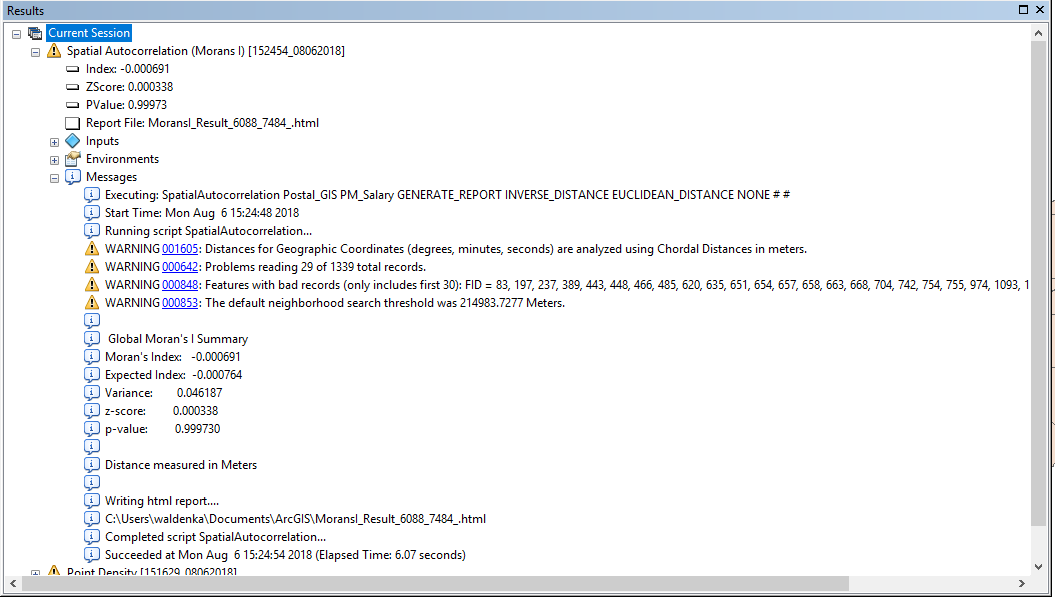 Results
Current Session
Spatial Autocorrelation (Morans I) [152454_08062018]
Index: -0.000691
ZScore: 0.000338
PValue: 0.99973
Report File: MoransI_Result_6088_7484_.html
Inputs
Environments
Messages
Executing: SpatialAutocorrelation Postal_GIS PM_Salary GENERATE_REPORT INVERSE_DISTANCE EUCLIDEAN_DISTANCE NONE # #
Start Time: Mon Aug  6 15:24:48 2018
Running script SpatialAutocorrelation...
WARNING 001605: Distances for Geographic Coordinates (degrees, minutes, seconds) are analyzed using Chordal Distances in meters.
WARNING 000642: Problems reading 29 of 1339 total records.
WARNING 000848: Features with bad records (only includes first 30): FID = 83, 197, 237, 389, 443, 448, 466, 485, 620, 635, 651, 654, 657, 658, 663, 668, 704, 742, 754, 755, 974, 1093, 1
WARNING 000853: The default neighborhood search threshold was 214983.7277 Meters.
Global Moran's I Summary
Moran's Index:   -0.000691
Expected Index:  -0.000764
Variance:        0.046187
z-score:         0.000338
p-value:         0.999730
Distance measured in Meters
Writing html report....
C:\Users\waldenka\Documents\ArcGIS\MoransI_Result_6088_7484_.html
Completed script SpatialAutocorrelation...
Succeeded at Mon Aug  6 15:24:54 2018 (Elapsed Time: 6.07 seconds)
Point Density [151629_08062018]